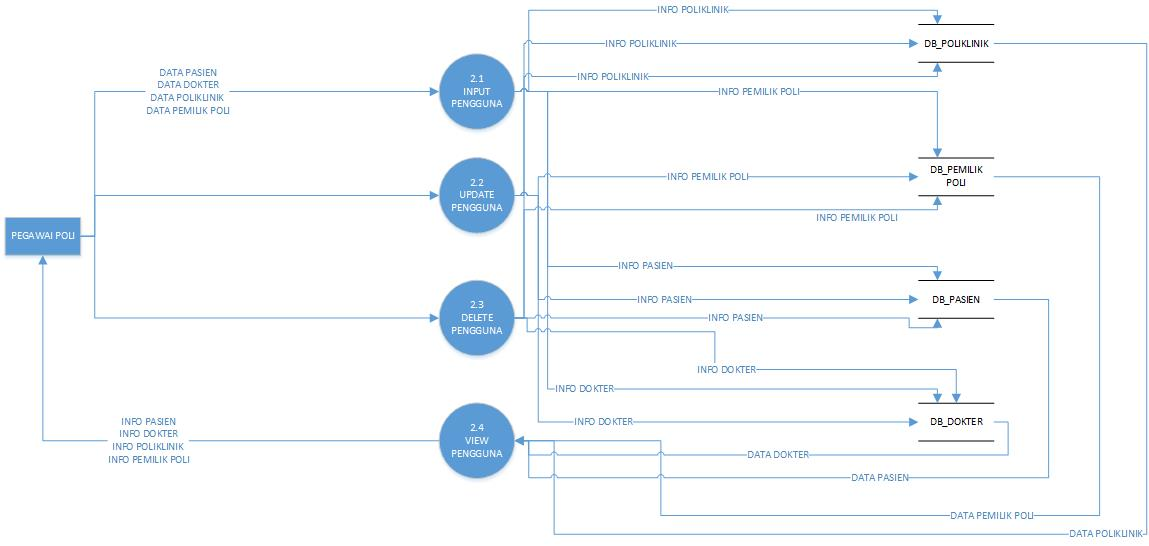 INFO POLIKLINIK
INFO POLIKLINIK
DB_POLIKLINIK
DATA PASIEN
DATA DOKTER
DATA POLIKLINIK
DATA PEMILIK POLI
2.1
INPUT
PENGGUNA
INFO POLIKLINIK
INFO PEMILIK POLI
2.2
UPDATE
PENGGUNA
INFO PEMILIK POLI
DB_PEMILIK
POLI
INFO PEMILIK POLI
PEGAWAI POLI
INFO PASIEN
2.3
DELETE
PENGGUNA
INFO PASIEN
DB_PASIEN
INFO PASIEN
INFO DOKTER
INFO DOKTER
INFO DOKTER
DB_DOKTER
INFO PASIEN
INFO DOKTER
INFO POLIKLINIK
INFO PEMILIK POLI
2.4
VIEW
PENGGUNA
DATA DOKTER
DATA PASIEN
DATA PEMILIK POLI
DATA POLIKLINIK